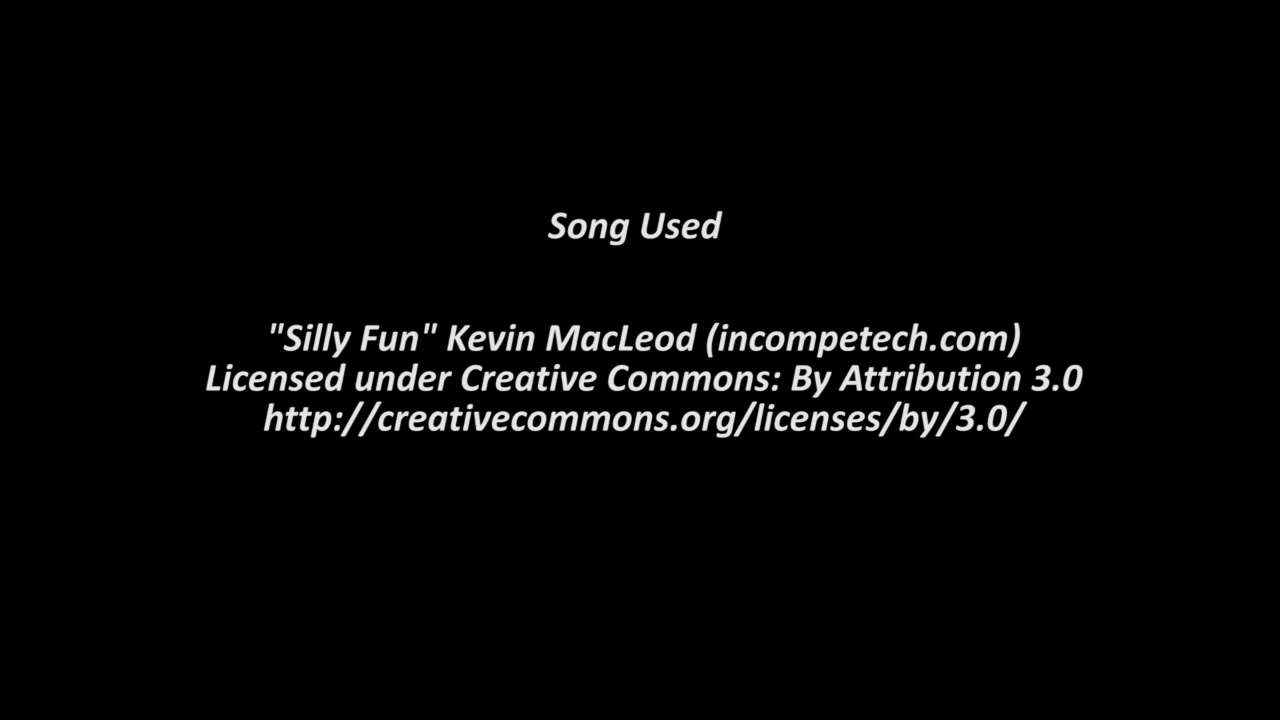 Song Used
"Silly Fun" Kevin MacLeod (incompetech.com)
Licensed under Creative Commons: By Attribution 3.0
http://creativecommons.org/licenses/by/3.0/